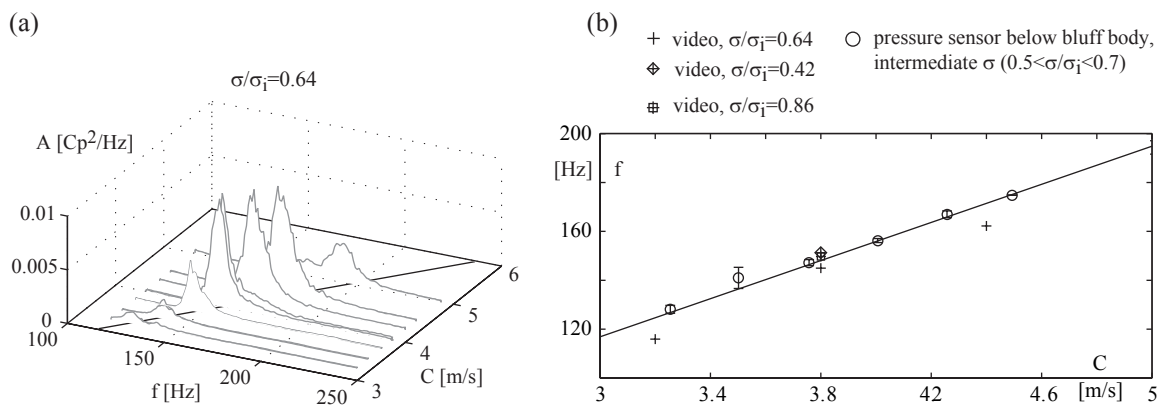 (a)
σ/σi=0.64
A [Cp²/Hz]
0.01
0.005
0
100
150
200
250
f [Hz]
3
4
5
6
C [m/s]
(b)
video, σ/σi=0.64
video, σ/σi=0.42
video, σ/σi=0.86
pressure sensor below bluff body,
intermediate σ (0.5<σ/σi<0.7)
200
[Hz]
f
160
120
3
3.4
3.8
42
4.6
5
C
[m/s]